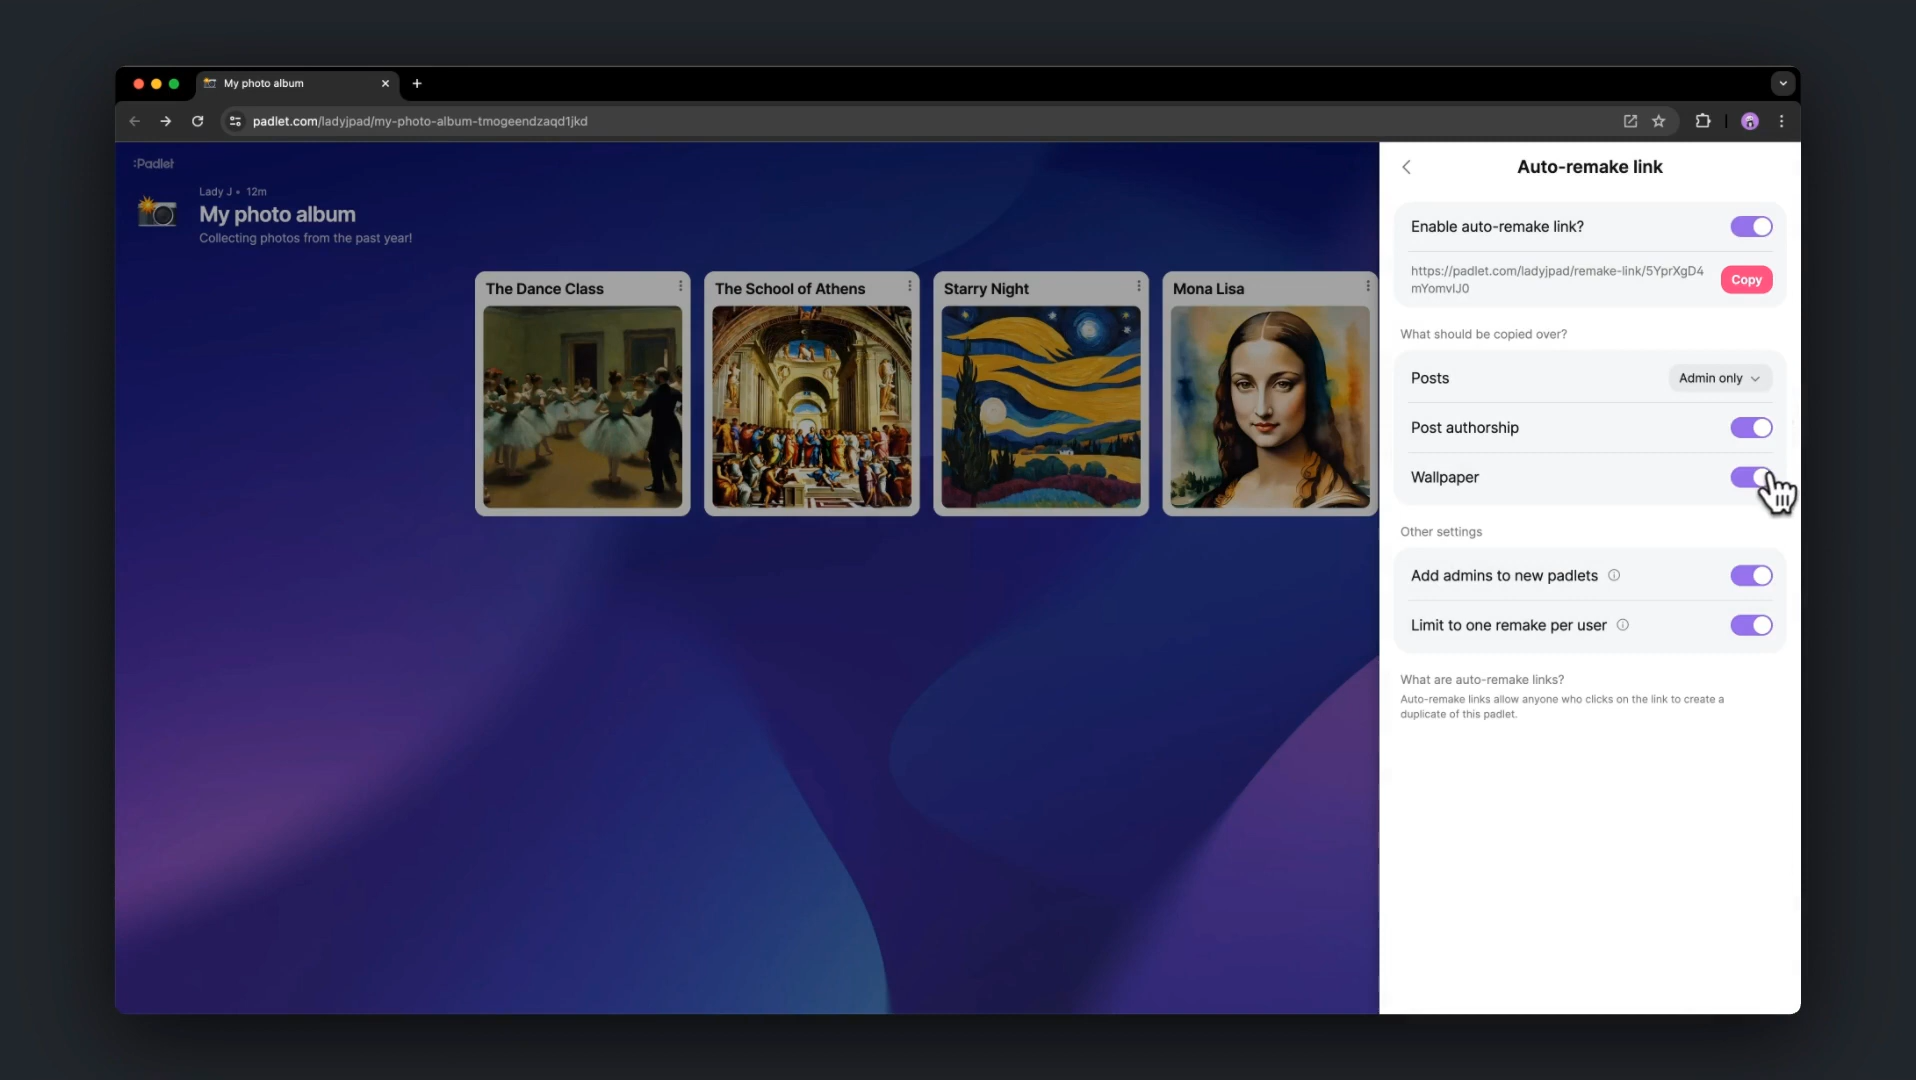 My photo album
padlet.com/ladyjpad/my-photo-album-tmogeendzaqd1jkd
:Padlet
Lady J • 12m
My photo album
Collecting photos from the past year!
The Dance Class
The School of Athens
Starry Night
Mona Lisa
Auto-remake link
Enable auto-remake link?
https://padlet.com/ladyjpad/remake-link/5YprXgD4
mYomvIJ0
Copy
What should be copied over?
Posts
Admin only
Post authorship
Wallpaper
Other settings
Add admins to new padlets
Limit to one remake per user
What are auto-remake links?
Auto-remake links allow anyone who clicks on the link to create a
duplicate of this padlet.